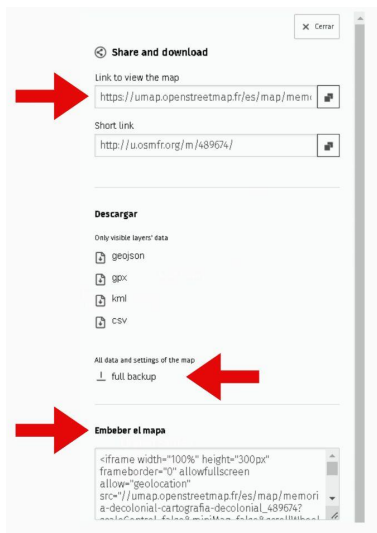 Cerrar
Share and download
Link to view the map
https://umap.openstreetmap.fr/es/map/mem
Short link
http://u.osmfr.org/m/489674/
Descargar
Only visible layers' data
geojson
gpx
kml
csv
All data and settings of the map
full backup
Embeber el mapa
<iframe width="100%" height="300px"
frameborder="0" allowfullscreen
allow="geolocation"
src="//umap.openstreetmap.fr/es/map/memori
a-decolonial-cartografia-decolonial_489674?